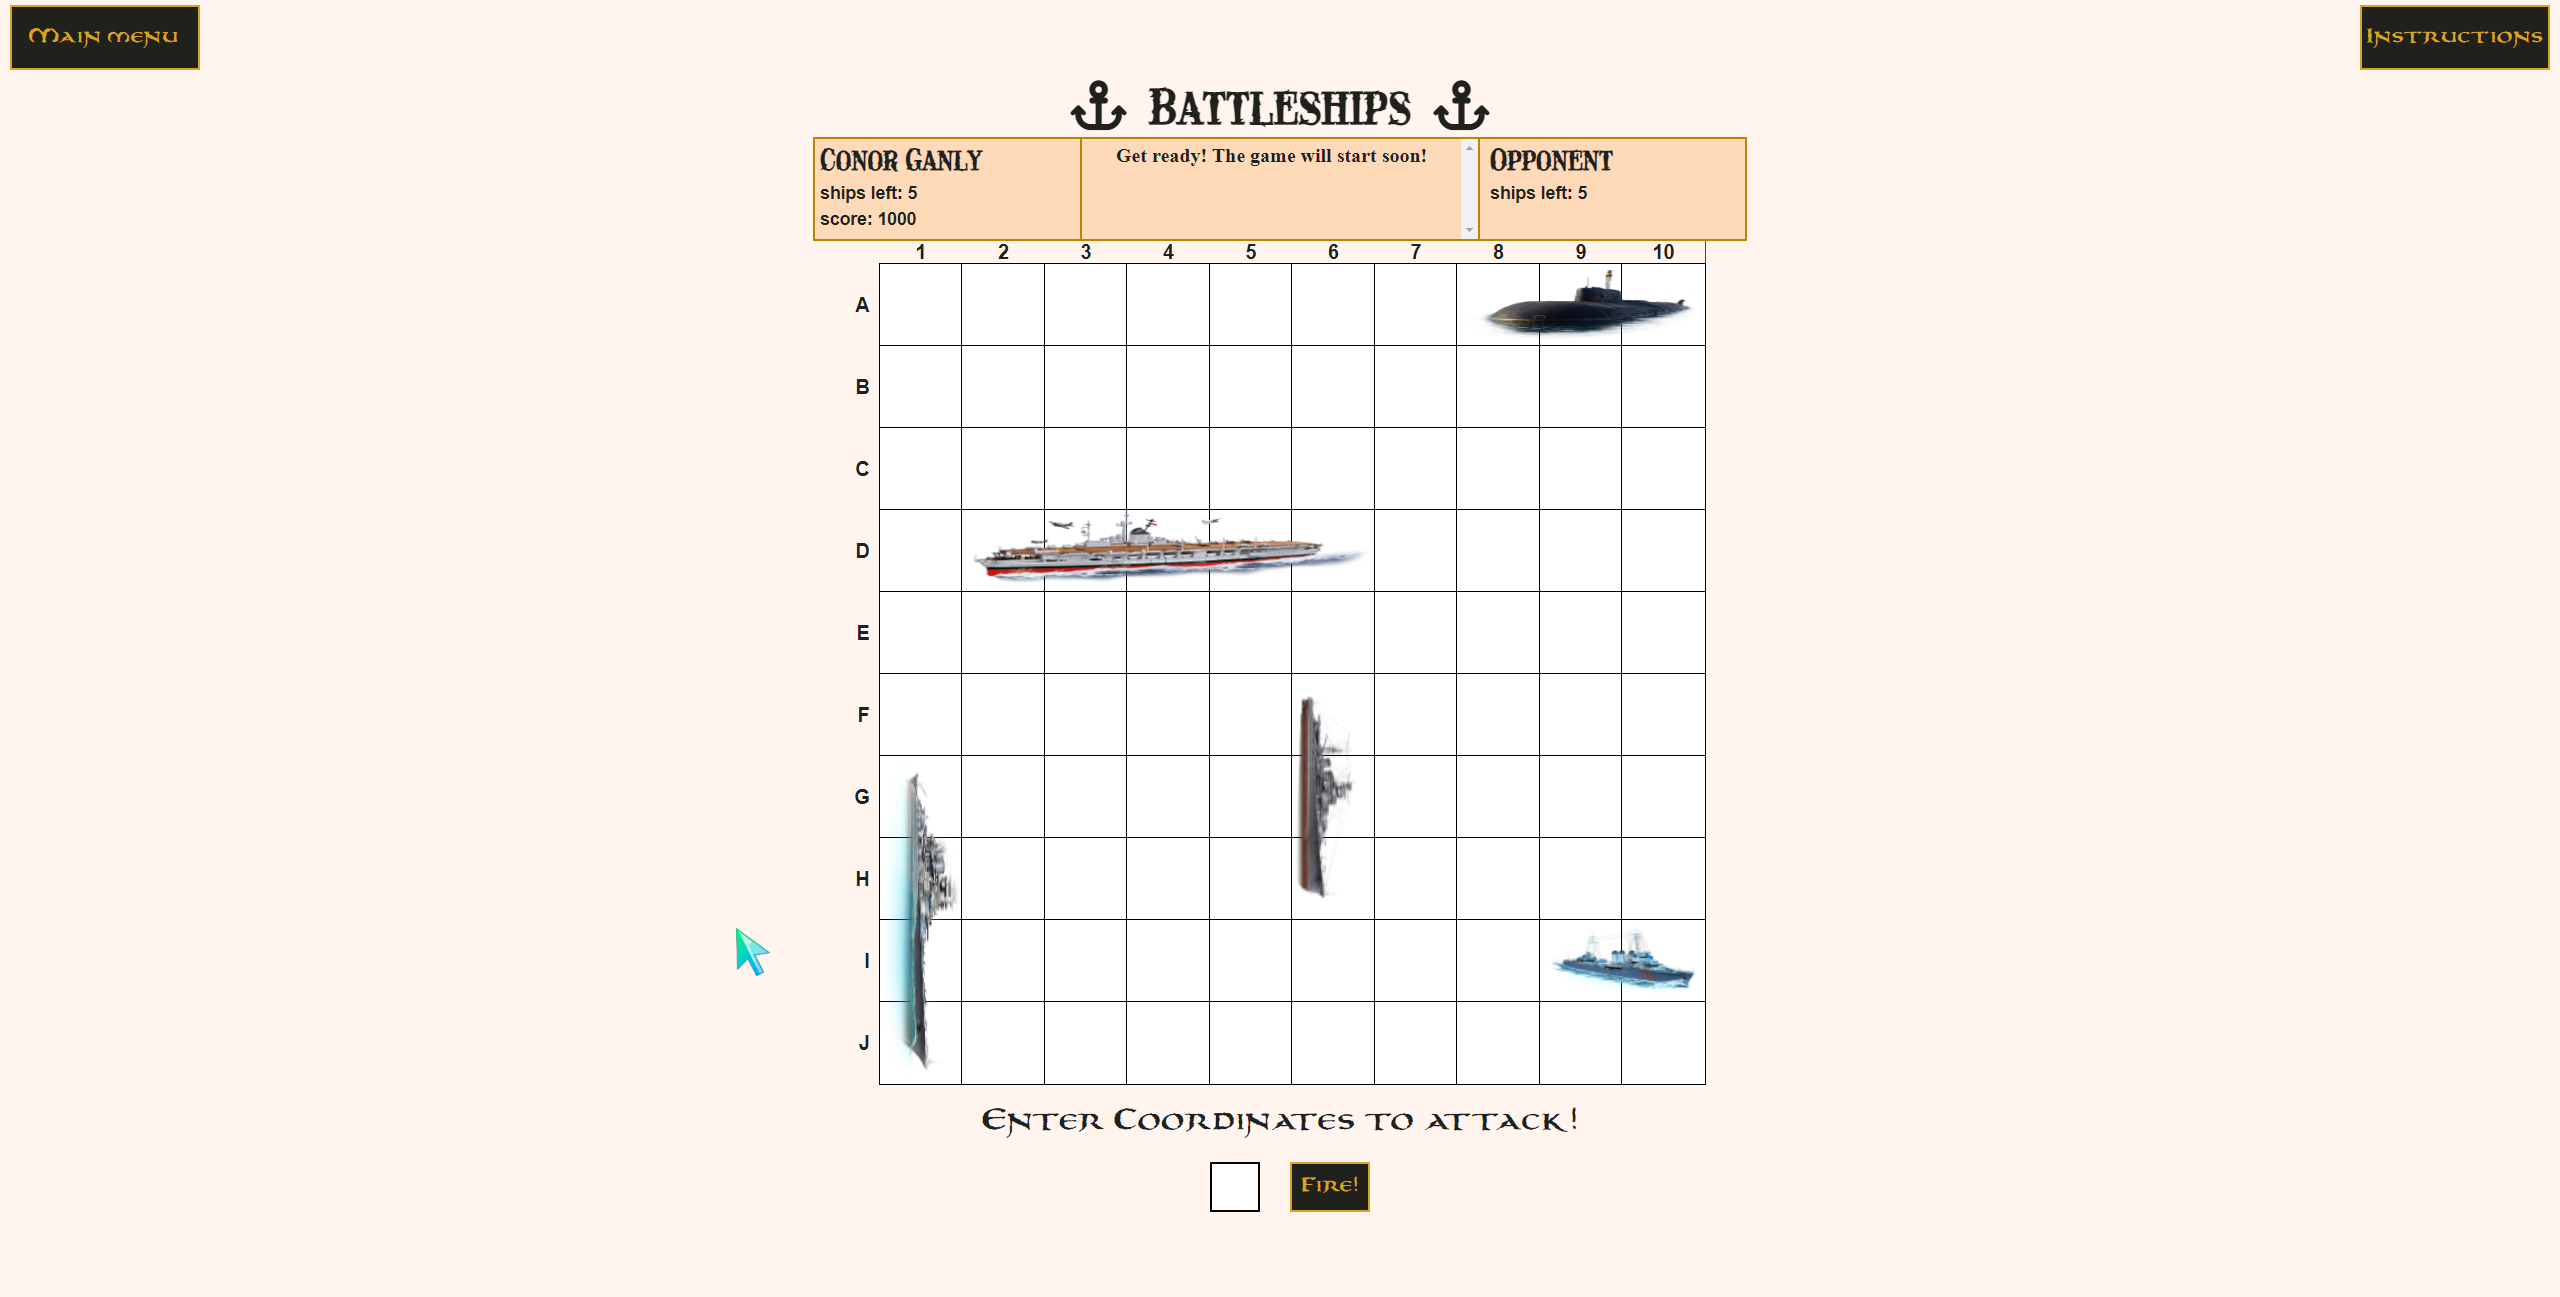 Main menu
Instructions
Battleships
Conor Ganly
ships left: 5
score: 1000
Get ready! The game will start soon!
Opponent
ships left: 5
1 2 3 4 5 6 7 8 9 10
A
B
C
D
E
F
G
H
I
J
Enter Coordinates to attack!
Fire!